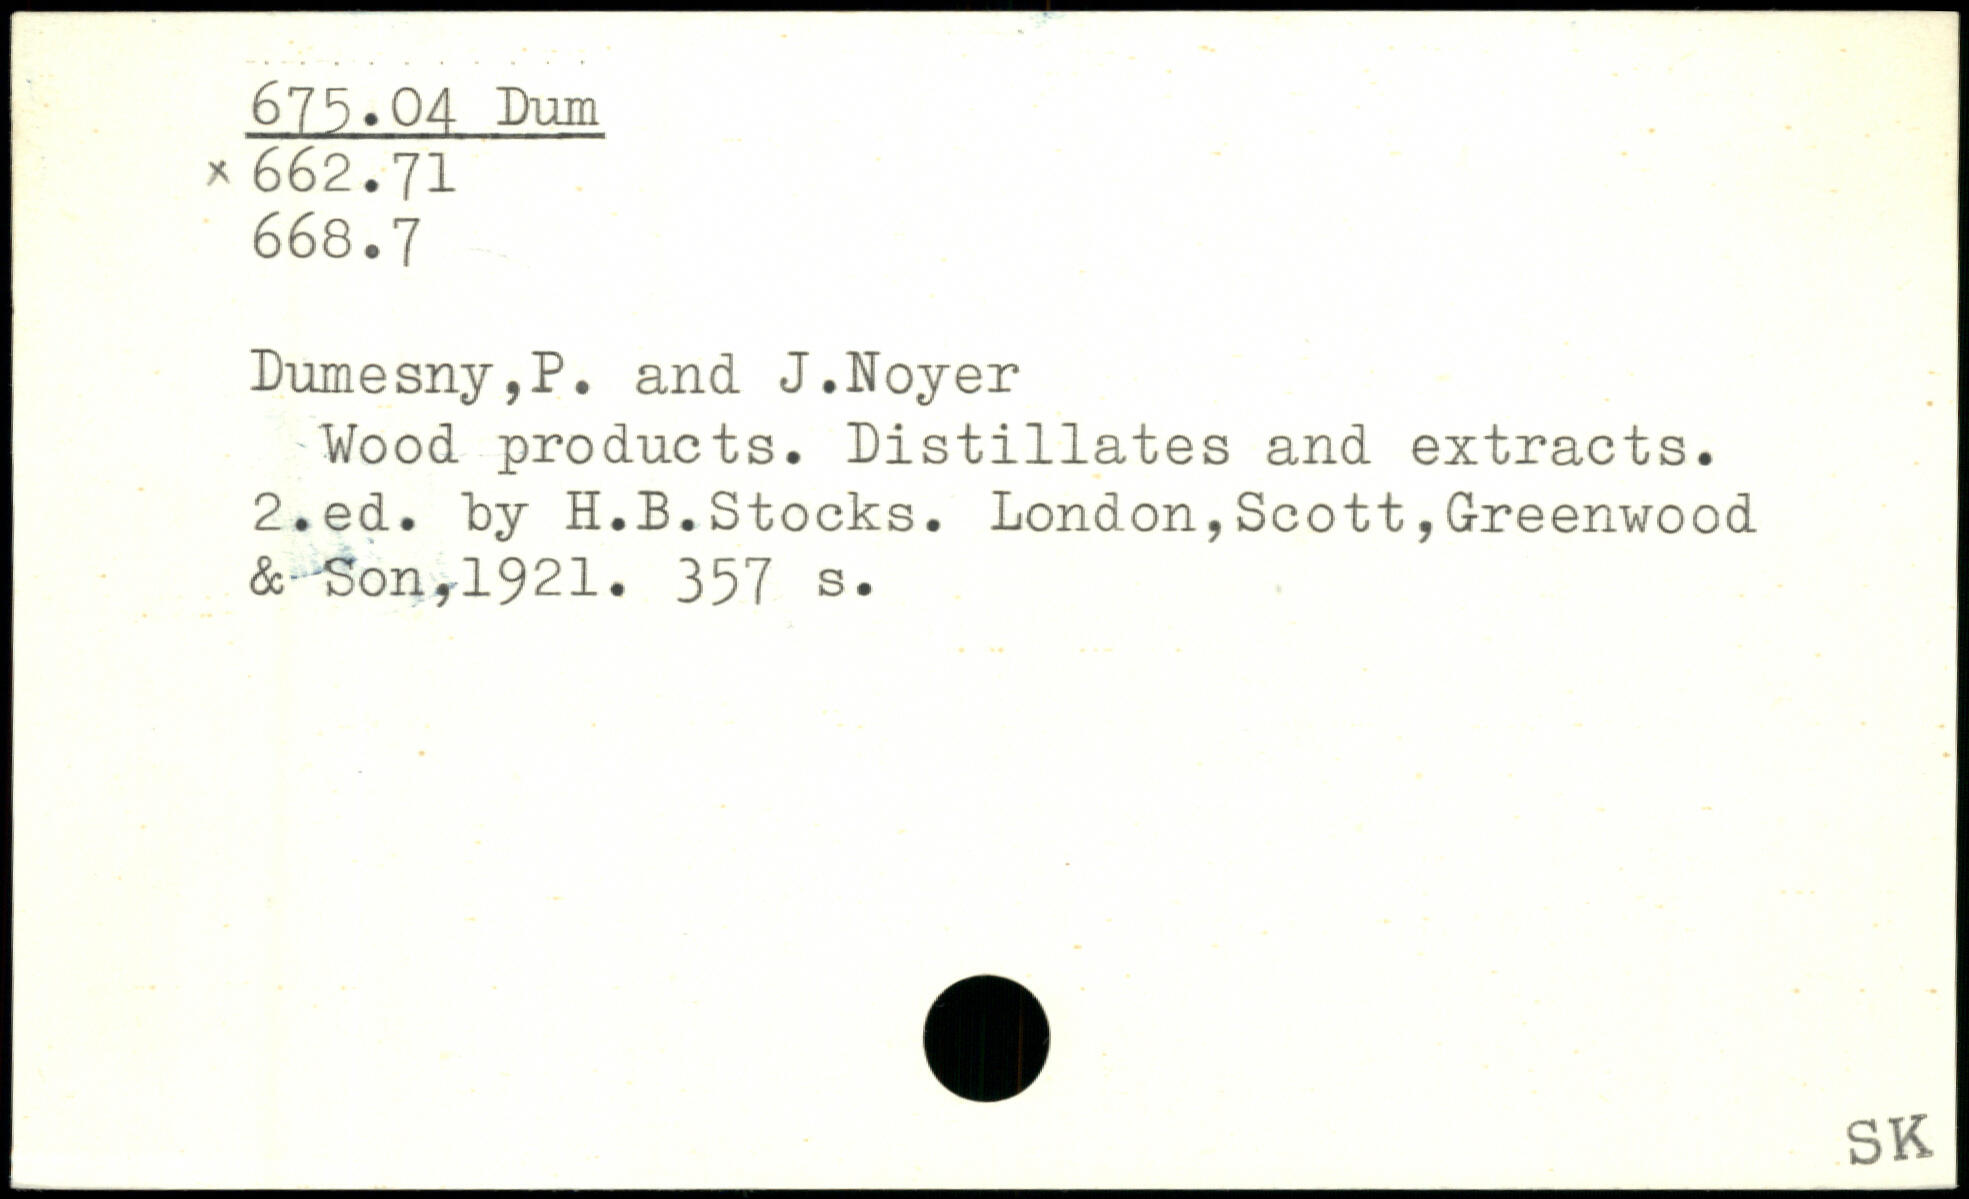 675.04 Dum
x 662.71
668.7
Dumesny,P. and J.Noyer
Wood products. Distillates and extracts.
2.ed. by H.B.Stocks. London,Scott,Greenwood
& Son,1921. 357 s.
SK